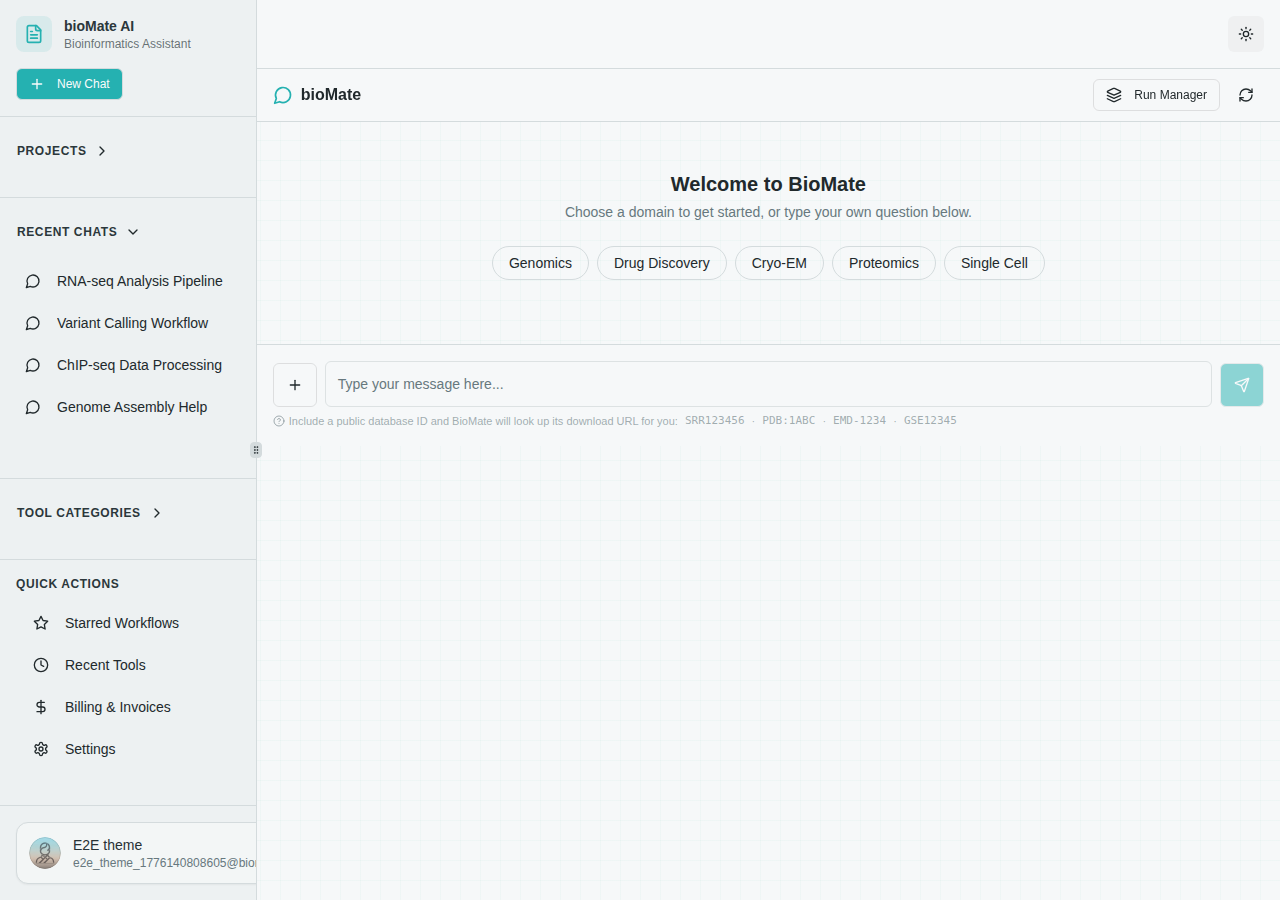 bioMate AI
Bioinformatics Assistant
New Chat
PROJECTS
RECENT CHATS
RNA-seq Analysis Pipeline
Variant Calling Workflow
ChIP-seq Data Processing
Genome Assembly Help
TOOL CATEGORIES
QUICK ACTIONS
Starred Workflows
Recent Tools
Billing & Invoices
Settings
E2E theme
e2e_theme_1776140808605@bio
bioMate
Run Manager
Welcome to BioMate
Choose a domain to get started, or type your own question below.
Genomics Drug Discovery Cryo-EM Proteomics Single Cell
Type your message here...
Include a public database ID and BioMate will look up its download URL for you: SRR123456 · PDB:1ABC · EMD-1234 · GSE12345